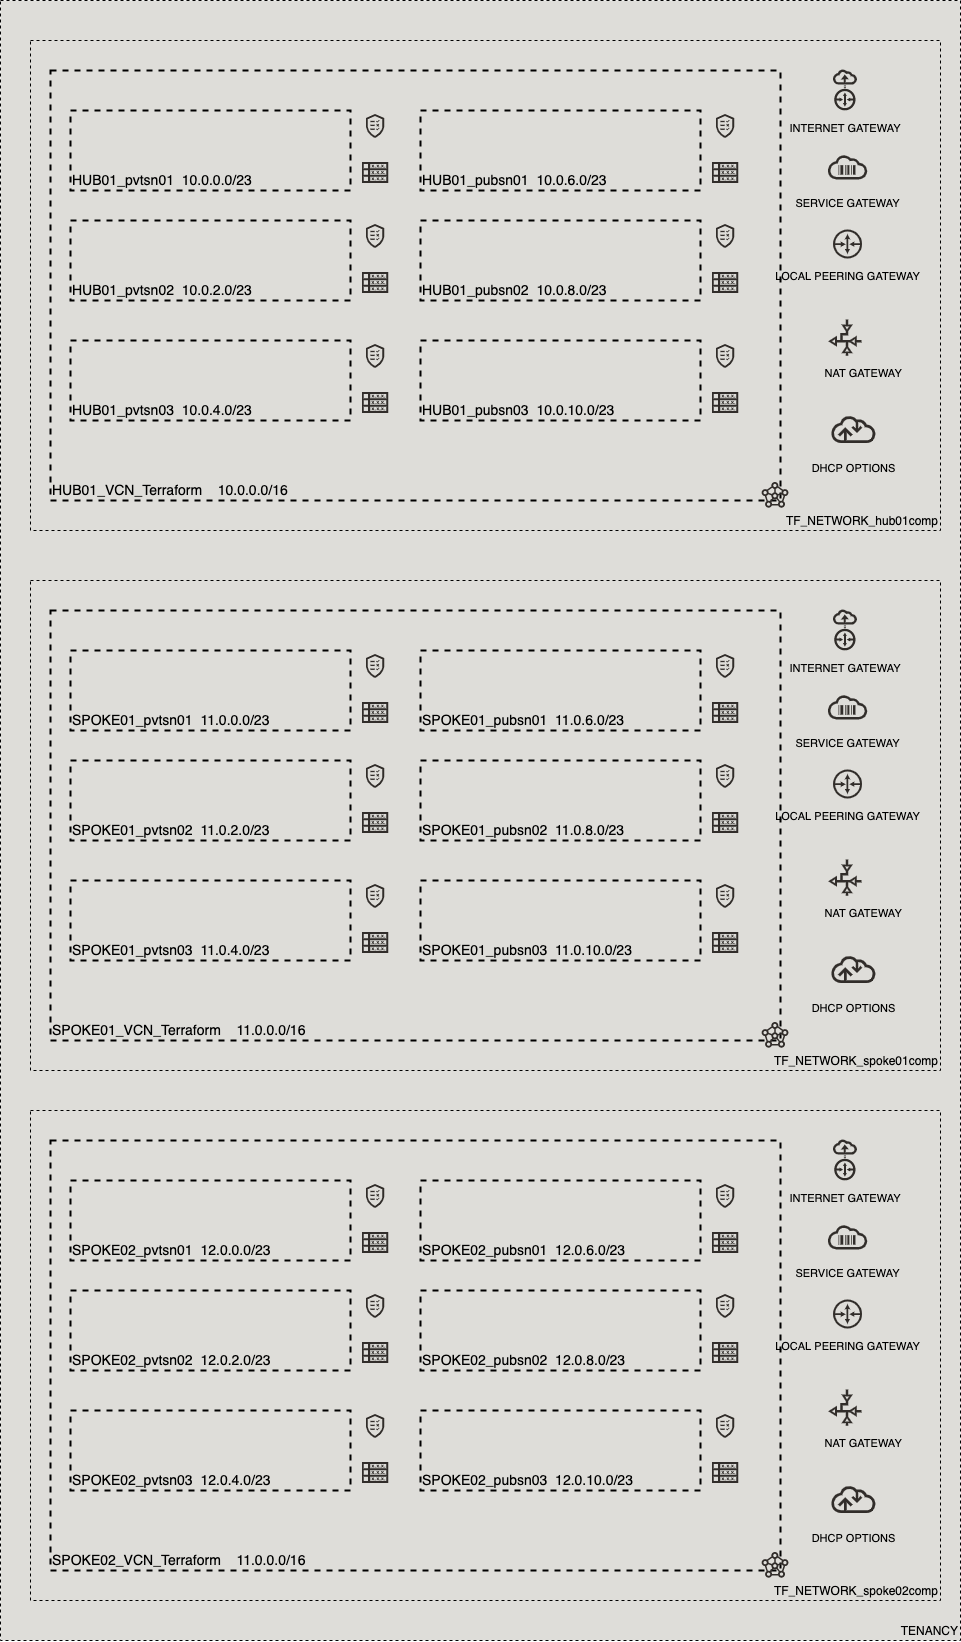 INTERNET GATEWAY
HUB01_pvtsn01 10.0.0.0/23
HUB01_pubsn01 10.0.6.0/23
SERVICE GATEWAY
LOCAL PEERING GATEWAY
HUB01_pvtsn02 10.0.2.0/23
HUB01_pubsn02 10.0.8.0/23
NAT GATEWAY
HUB01_pvtsn03 10.0.4.0/23
HUB01_pubsn03 10.0.10.0/23
DHCP OPTIONS
HUB01_VCN_Terraform 10.0.0.0/16
TF_NETWORK_hub01comp
INTERNET GATEWAY
SPOKE01_pvtsn01 11.0.0.0/23
SPOKE01_pubsn01 11.0.6.0/23
SERVICE GATEWAY
LOCAL PEERING GATEWAY
SPOKE01_pvtsn02 11.0.2.0/23
SPOKE01_pubsn02 11.0.8.0/23
NAT GATEWAY
SPOKE01_pvtsn03 11.0.4.0/23
SPOKE01_pubsn03 11.0.10.0/23
DHCP OPTIONS
SPOKE01_VCN_Terraform 11.0.0.0/16
TF_NETWORK_spoke01comp
INTERNET GATEWAY
SPOKE02_pvtsn01 12.0.0.0/23
SPOKE02_pubsn01 12.0.6.0/23
SERVICE GATEWAY
LOCAL PEERING GATEWAY
SPOKE02_pvtsn02 12.0.2.0/23
SPOKE02_pubsn02 12.0.8.0/23
NAT GATEWAY
SPOKE02_pvtsn03 12.0.4.0/23
SPOKE02_pubsn03 12.0.10.0/23
DHCP OPTIONS
SPOKE02_VCN_Terraform 11.0.0.0/16
TF_NETWORK_spoke02comp
TENANCY